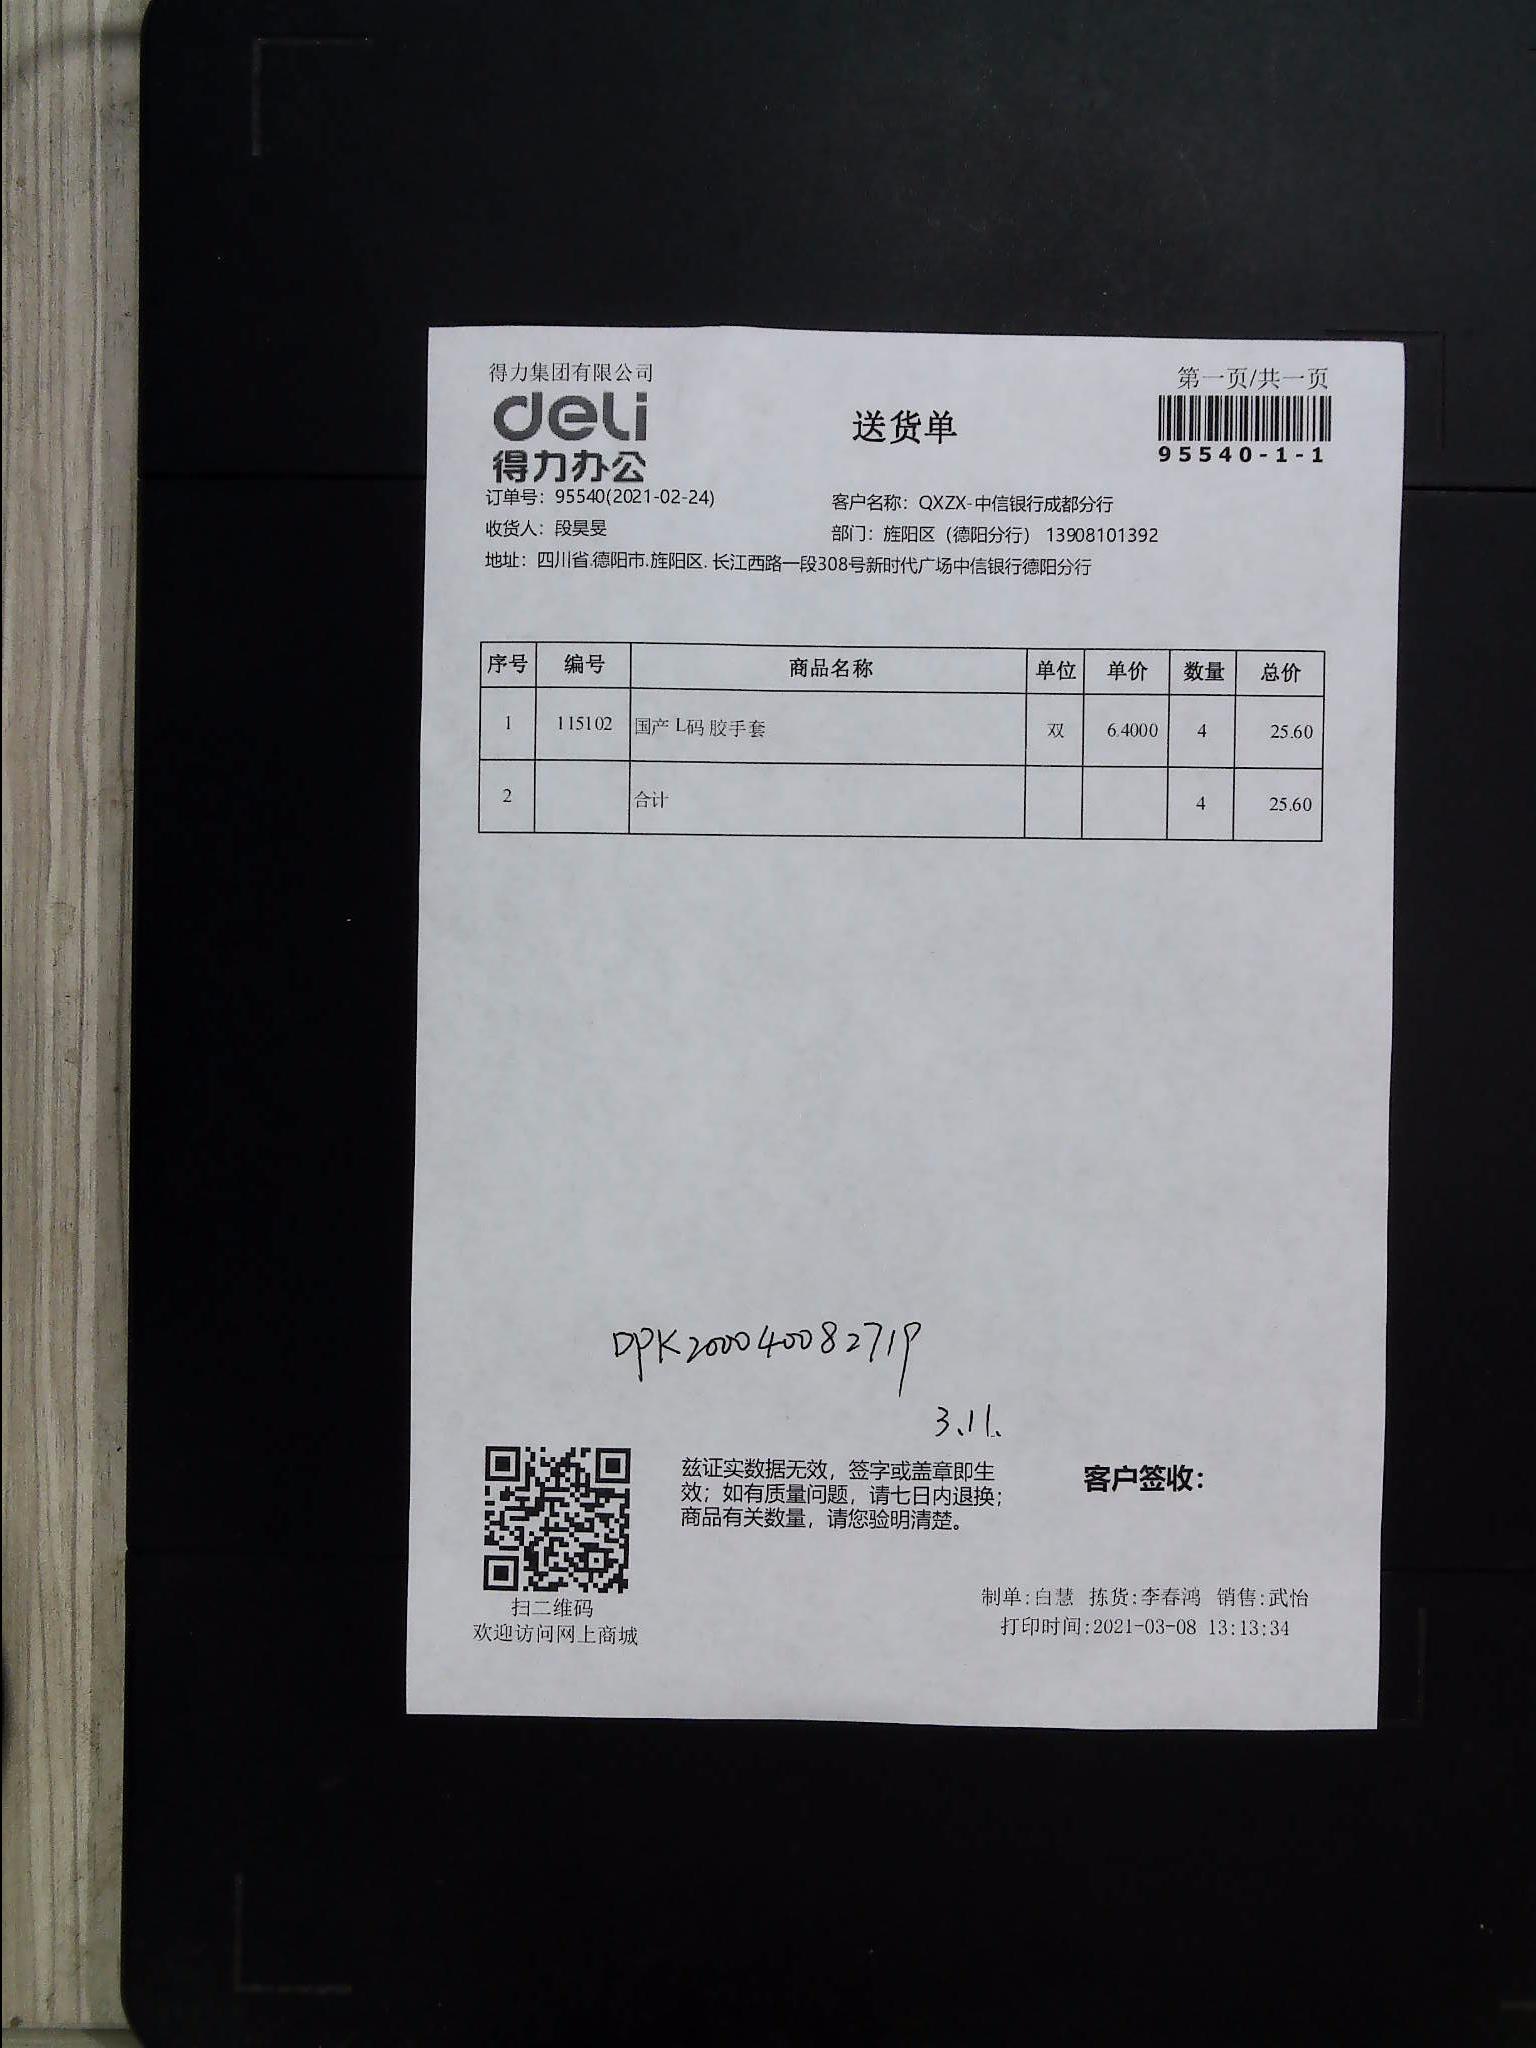 得力集团有限公司
第一页/共一页
deli
得力办公
送货单
95540-1-1
订单号：95540(2021-02-24)
客户名称：QXZX-中信银行成都分行
收货人：段昊旻
部门：旌阳区（德阳分行） 13908101392
地址：四川省.德阳市.旌阳区. 长江西路一段308号新时代广场中信银行德阳分行
序号 编号 商品名称 单位 单价 数量 总价
1 115102 国产 L码 胶手套 双 6.4000 4 25.60
2 合计 4 25.60
DPK200040082719
3.11.
兹证实数据无效，签字或盖章即生
效；如有质量问题，请七日内退换；
商品有关数量，请您验明清楚。
客户签收：
扫二维码
欢迎访问网上商城
制单:白慧 拣货:李春鸿 销售:武怡
打印时间:2021-03-08 13:13:34